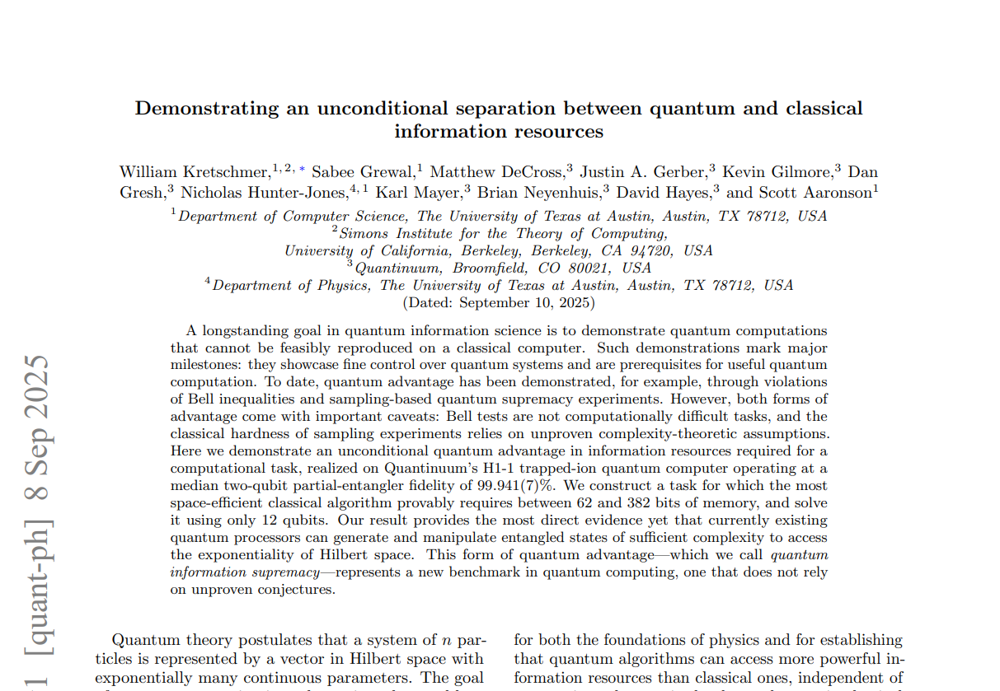 Demonstrating an unconditional separation between quantum and classical
information resources
William Kretschmer,1, 2, * Sabee Grewal,1 Matthew DeCross,3 Justin A. Gerber,3 Kevin Gilmore,3 Dan
Gresh,3 Nicholas Hunter-Jones,4, 1 Karl Mayer,3 Brian Neyenhuis,3 David Hayes,3 and Scott Aaronson1
1Department of Computer Science, The University of Texas at Austin, Austin, TX 78712, USA
2Simons Institute for the Theory of Computing,
University of California, Berkeley, Berkeley, CA 94720, USA
3Quantinuum, Broomfield, CO 80021, USA
4Department of Physics, The University of Texas at Austin, Austin, TX 78712, USA
(Dated: September 10, 2025)
A longstanding goal in quantum information science is to demonstrate quantum computations
that cannot be feasibly reproduced on a classical computer. Such demonstrations mark major
milestones: they showcase fine control over quantum systems and are prerequisites for useful quantum
computation. To date, quantum advantage has been demonstrated, for example, through violations
of Bell inequalities and sampling-based quantum supremacy experiments. However, both forms of
advantage come with important caveats: Bell tests are not computationally difficult tasks, and the
classical hardness of sampling experiments relies on unproven complexity-theoretic assumptions.
Here we demonstrate an unconditional quantum advantage in information resources required for a
computational task, realized on Quantinuum's H1-1 trapped-ion quantum computer operating at a
median two-qubit partial-entangler fidelity of 99.941(7)%. We construct a task for which the most
space-efficient classical algorithm provably requires between 62 and 382 bits of memory, and solve
it using only 12 qubits. Our result provides the most direct evidence yet that currently existing
quantum processors can generate and manipulate entangled states of sufficient complexity to access
the exponentiality of Hilbert space. This form of quantum advantage—which we call quantum
information supremacy—represents a new benchmark in quantum computing, one that does not rely
on unproven conjectures.
Quantum theory postulates that a system of n par-
ticles is represented by a vector in Hilbert space with
exponentially many continuous parameters. The goal
for both the foundations of physics and for establishing
that quantum algorithms can access more powerful in-
formation resources than classical ones, independent of
1 [quant-ph] 8 Sep 2025